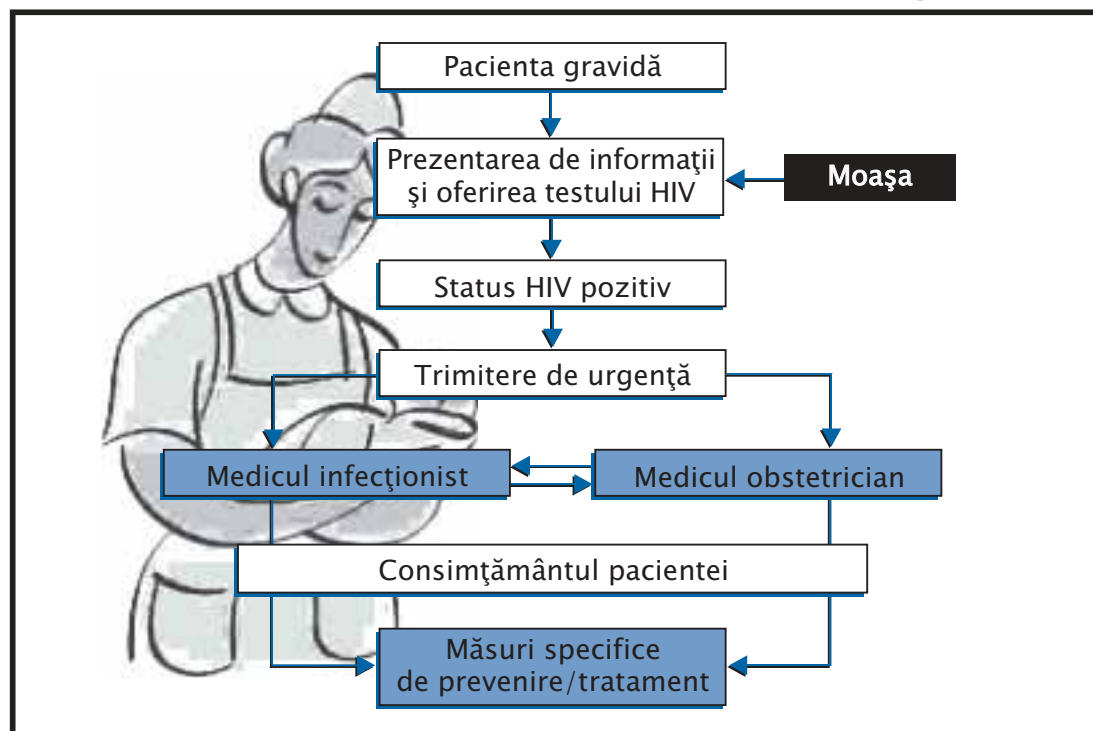 Pacienta gravidă
Prezentarea de informaţii
şi oferirea testului HIV
Moaşa
Status HIV pozitiv
Trimitere de urgenţă
Medicul infecţionist
Medicul obstetrician
Consimţământul pacientei
Măsuri specifice
de prevenire/tratament